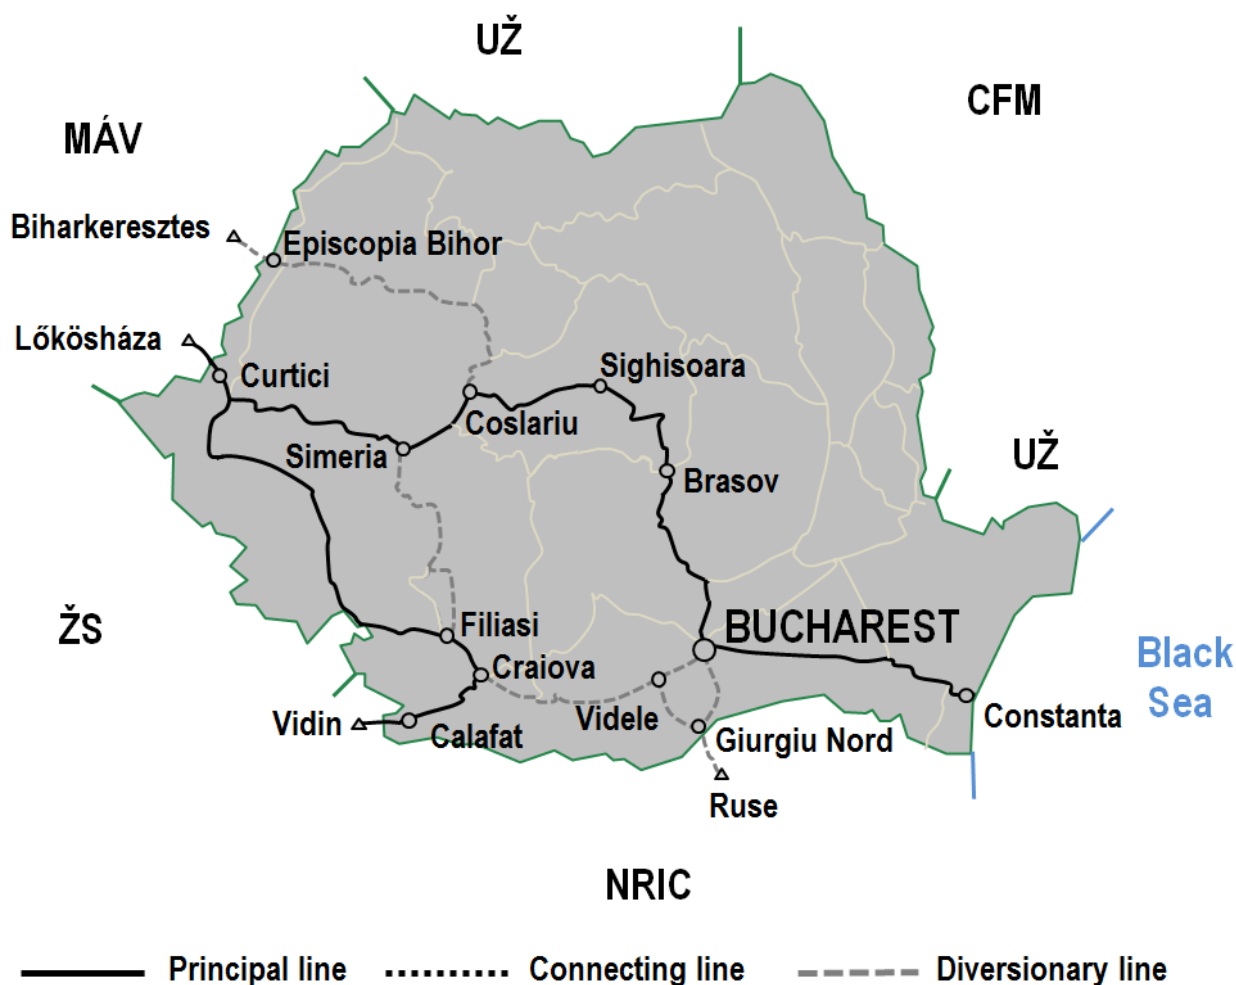 UŽ
CFM
MÁV
Biharkeresztes
Episcopia Bihor
Lőkösháza
Curtici
Sighisoara
Coslariu
Simeria
Brasov
UŽ
ŽS
Filiasi
BUCHAREST
Craiova
Black
Sea
Vidin
Calafat
Videle
Giurgiu Nord
Constanta
Ruse
NRIC
Principal line
Connecting line
Diversionary line